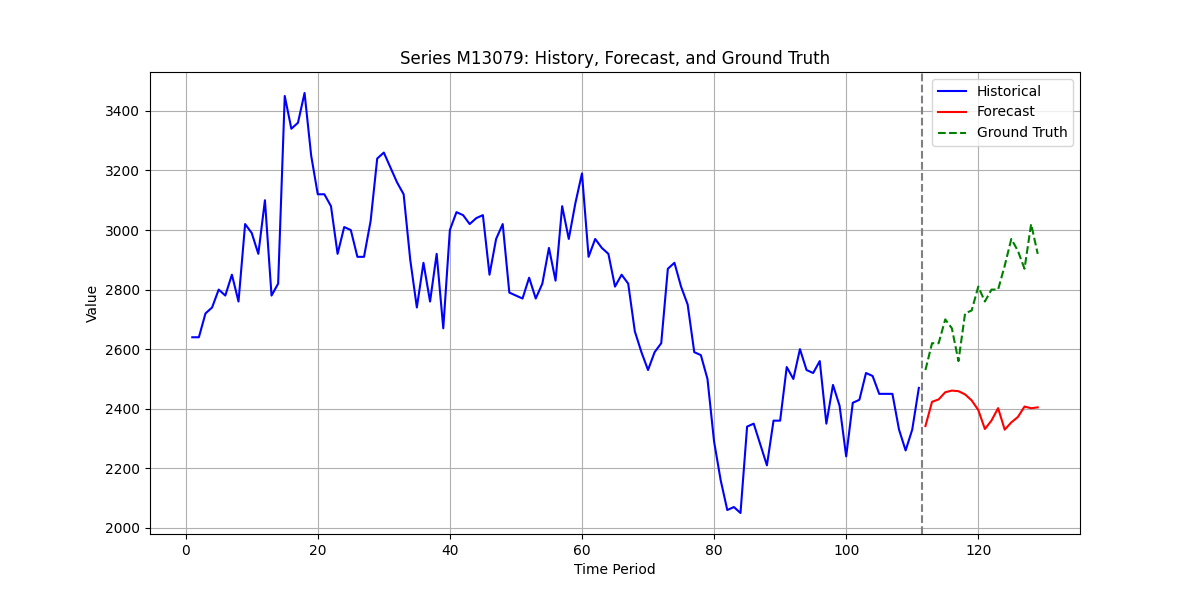 Series M13079: History, Forecast, and Ground Truth
Historical
Forecast
Ground Truth
Value
3400
3200
3000
2800
2600
2400
2200
2000
0 20 40 60 80 100 120
Time Period